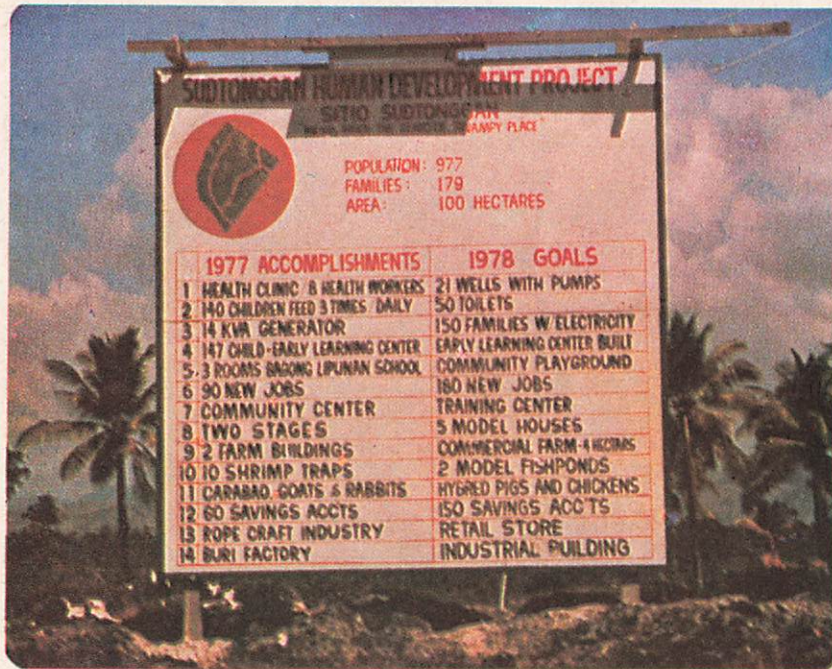 SUDTONGGAN HUMAN DEVELOPMENT PROJECT
SITIO SUDTONGGAN
"SWAMPY PLACE"
POPULATION: 977
FAMILIES: 179
AREA: 100 HECTARES
1977 ACCOMPLISHMENTS 1978 GOALS
1 HEALTH CLINIC 8 HEALTH WORKERS 21 WELLS WITH PUMPS
2 140 CHILDREN FEED 3 TIMES DAILY 50 TOILETS
3 14 KVA GENERATOR 150 FAMILIES W/ELECTRICITY
4 147 CHILD-EARLY LEARNING CENTER EARLY LEARNING CENTER BUILT
5 3 ROOMS BAGONG LIPUNAN SCHOOL COMMUNITY PLAYGROUND
6 90 NEW JOBS 180 NEW JOBS
7 COMMUNITY CENTER TRAINING CENTER
8 TWO STAGES 5 MODEL HOUSES
9 2 FARM BUILDINGS COMMERCIAL FARM-4 HECTARS
10 10 SHRIMP TRAPS 2 MODEL FISHPONDS
11 CARABAO, GOATS & RABBITS HYBRED PIGS AND CHICKENS
12 60 SAVINGS ACCTS 150 SAVINGS ACCTS
13 ROPE CRAFT INDUSTRY RETAIL STORE
14 BURI FACTORY INDUSTRIAL BUILDING